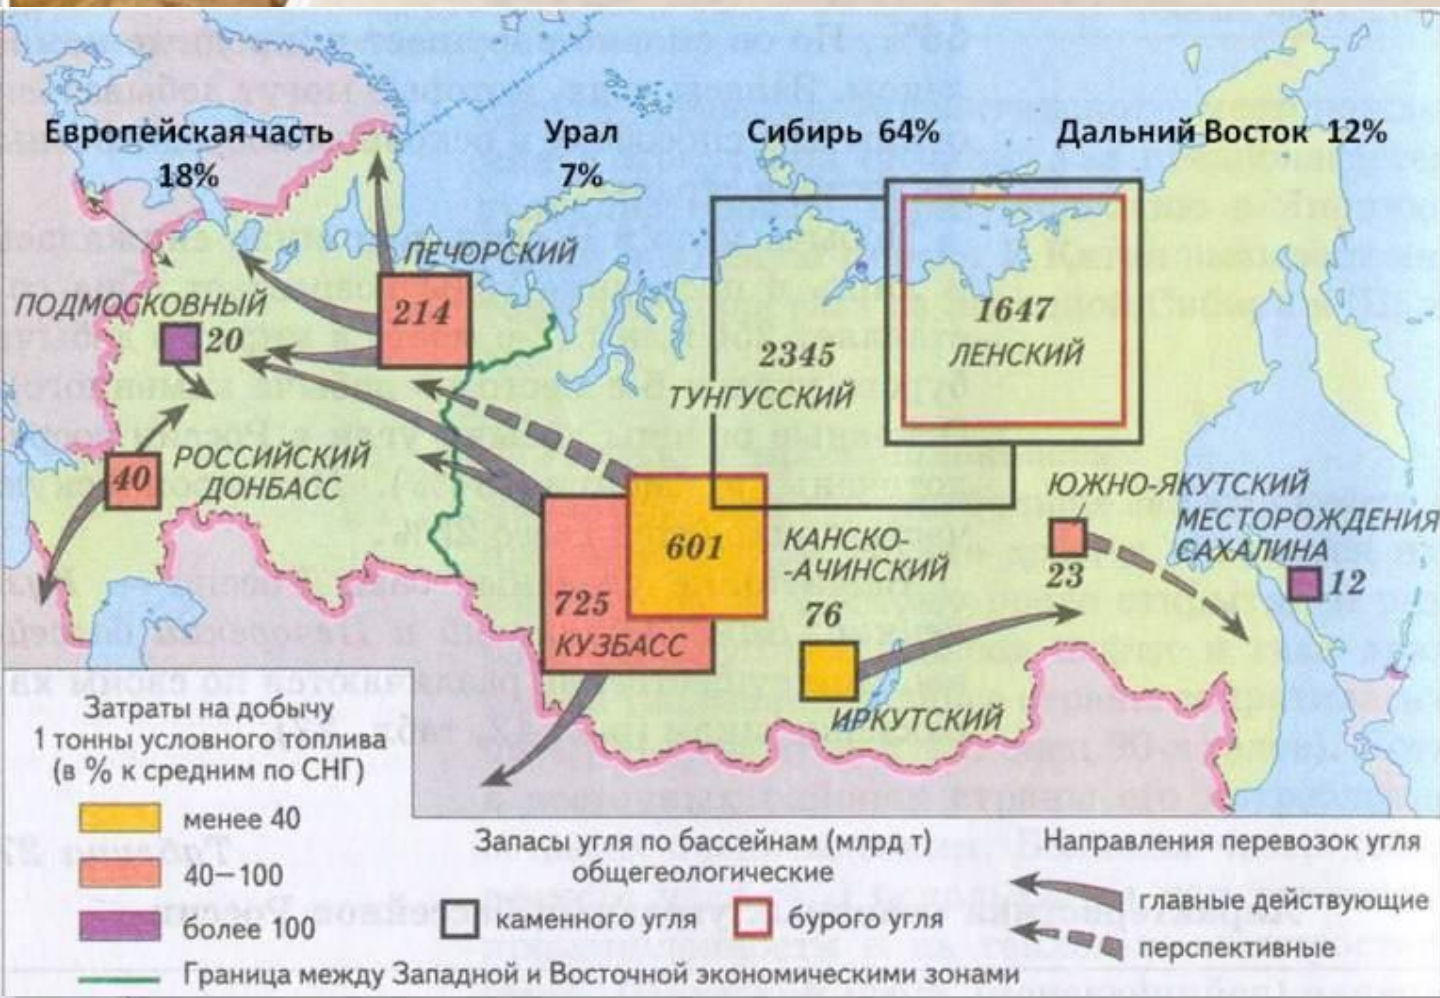 Европейская часть
18%
Урал
7%
Сибирь 64%
Дальний Восток 12%
ПЕЧОРСКИЙ
214
ПОДМОСКОВНЫЙ
20
1647
ЛЕНСКИЙ
2345
ТУНГУССКИЙ
40
РОССИЙСКИЙ
ДОНБАСС
ЮЖНО-ЯКУТСКИЙ
МЕСТОРОЖДЕНИЯ
САХАЛИНА
23
12
601
КАНСКО-
-АЧИНСКИЙ
725
КУЗБАСС
76
ИРКУТСКИЙ
Затраты на добычу
1 тонны условного топлива
(в % к средним по СНГ)
менее 40
40–100
более 100
Граница между Западной и Восточной экономическими зонами
Запасы угля по бассейнам (млрд т)
общегеологические
каменного угля
бурого угля
Направления перевозок угля
главные действующие
перспективные